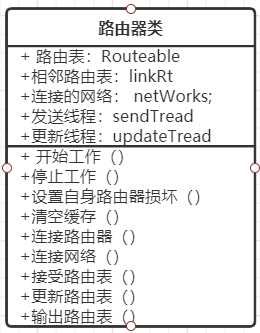 路由器类
+ 路由表：Routeable
+相邻路由表：linkRt
+连接的网络： netWorks;
+发送线程：sendTread
+更新线程：updateTread
+ 开始工作（）
+停止工作（）
+设置自身路由器损坏（）
+清空缓存（）
+连接路由器（）
+连接网络（）
+接受路由表（）
+更新路由表（）
+输出路由表（）